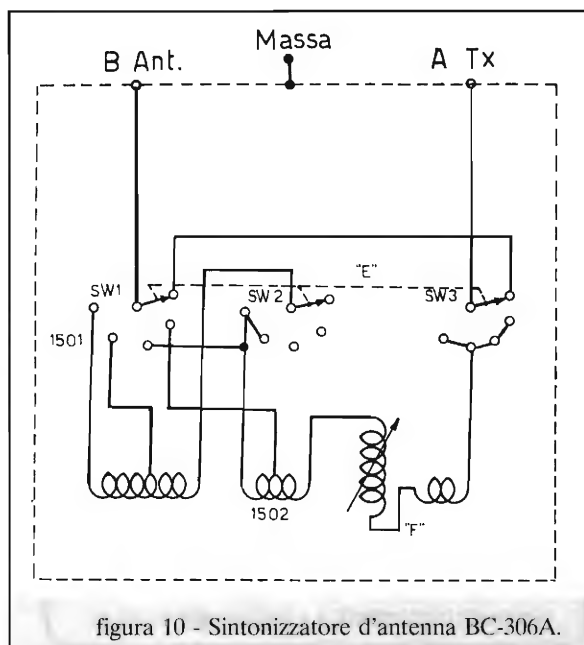 Massa
B Ant.
A Tx
"E"
SW1
SW2
SW3
1501
1502
"F"
figura 10 - Sintonizzatore d'antenna BC-306A.